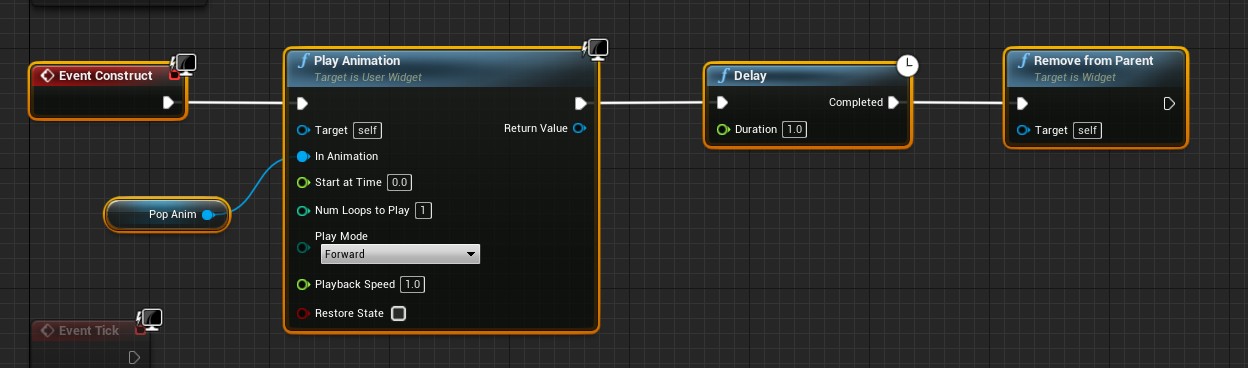 Event Construct
Play Animation
Target is User Widget
Target self
Return Value
In Animation
Start at Time 0.0
Num Loops to Play 1
Play Mode
Forward
Playback Speed 1.0
Restore State
Pop Anim
Delay
Completed
Duration 1.0
Remove from Parent
Target is Widget
Target self
Event Tick